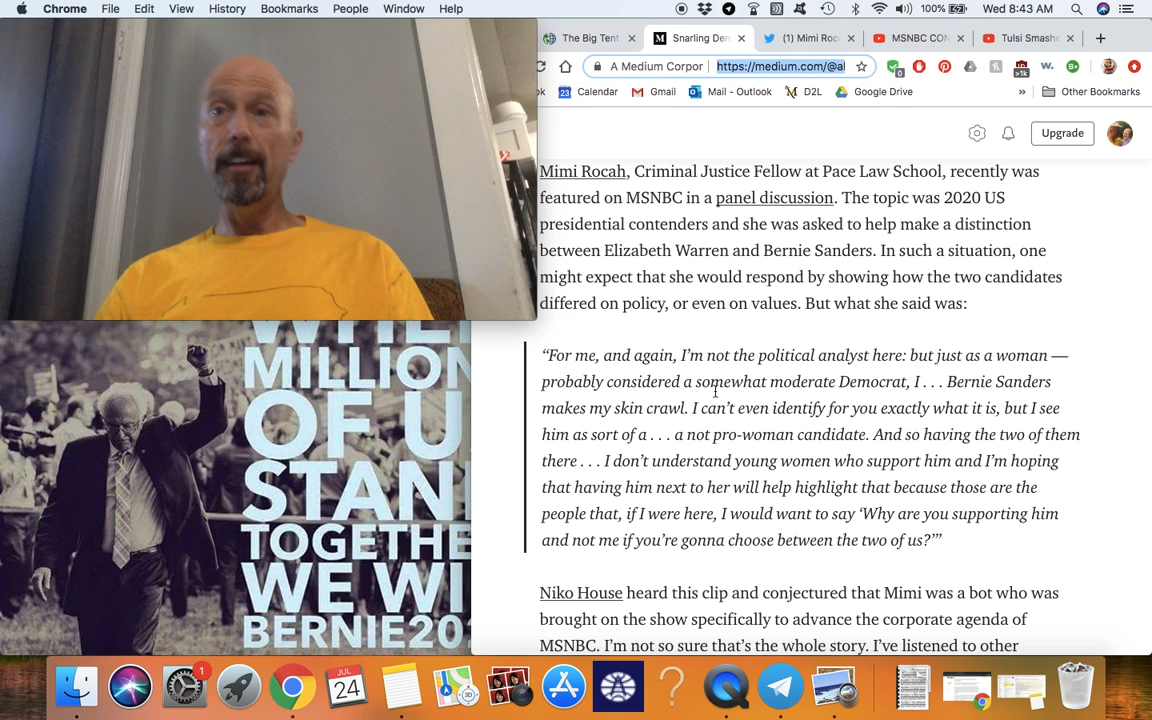 Chrome File Edit View History Bookmarks People Window Help 100% Wed 8:43 AM
The Big Tent Snarling Den (1) Mimi Roc MSNBC CON Tulsi Smashe
A Medium Corpor https://medium.com/@al 0 >1k w. B+
ok 23 Calendar Gmail Mail - Outlook D2L Google Drive » Other Bookmarks
Upgrade
Mimi Rocah, Criminal Justice Fellow at Pace Law School, recently was
featured on MSNBC in a panel discussion. The topic was 2020 US
presidential contenders and she was asked to help make a distinction
between Elizabeth Warren and Bernie Sanders. In such a situation, one
might expect that she would respond by showing how the two candidates
differed on policy, or even on values. But what she said was:
“For me, and again, I’m not the political analyst here: but just as a woman —
probably considered a somewhat moderate Democrat, I . . . Bernie Sanders
makes my skin crawl. I can’t even identify for you exactly what it is, but I see
him as sort of a . . . a not pro-woman candidate. And so having the two of them
there . . . I don’t understand young women who support him and I’m hoping
that having him next to her will help highlight that because those are the
people that, if I were here, I would want to say ‘Why are you supporting him
and not me if you’re gonna choose between the two of us?’”
Niko House heard this clip and conjectured that Mimi was a bot who was
brought on the show specifically to advance the corporate agenda of
MSNBC. I’m not so sure that’s the whole story. I’ve listened to other
WHEN
MILLION
OF U
STAN
TOGETHE
WE WI
BERNIE20
1
JUL
24